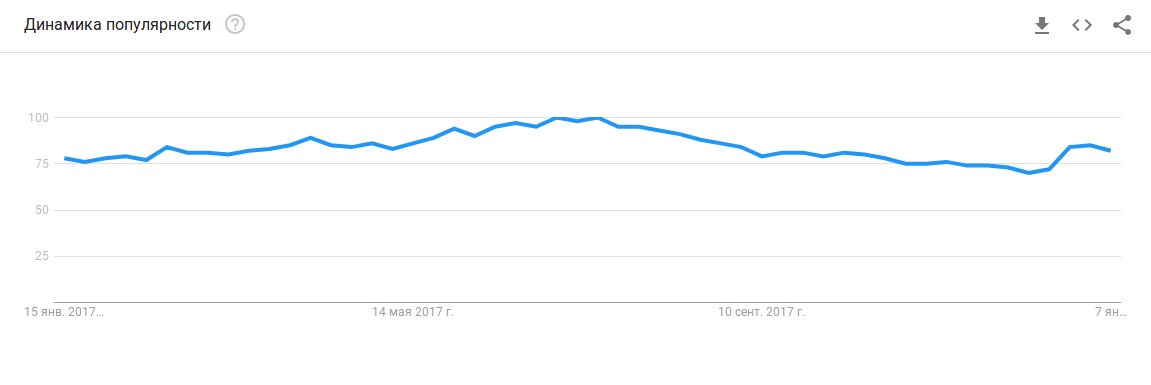 Динамика популярности ?
100
75
50
25
15 янв. 2017…
14 мая 2017 г.
10 сент. 2017 г.
7 ян…